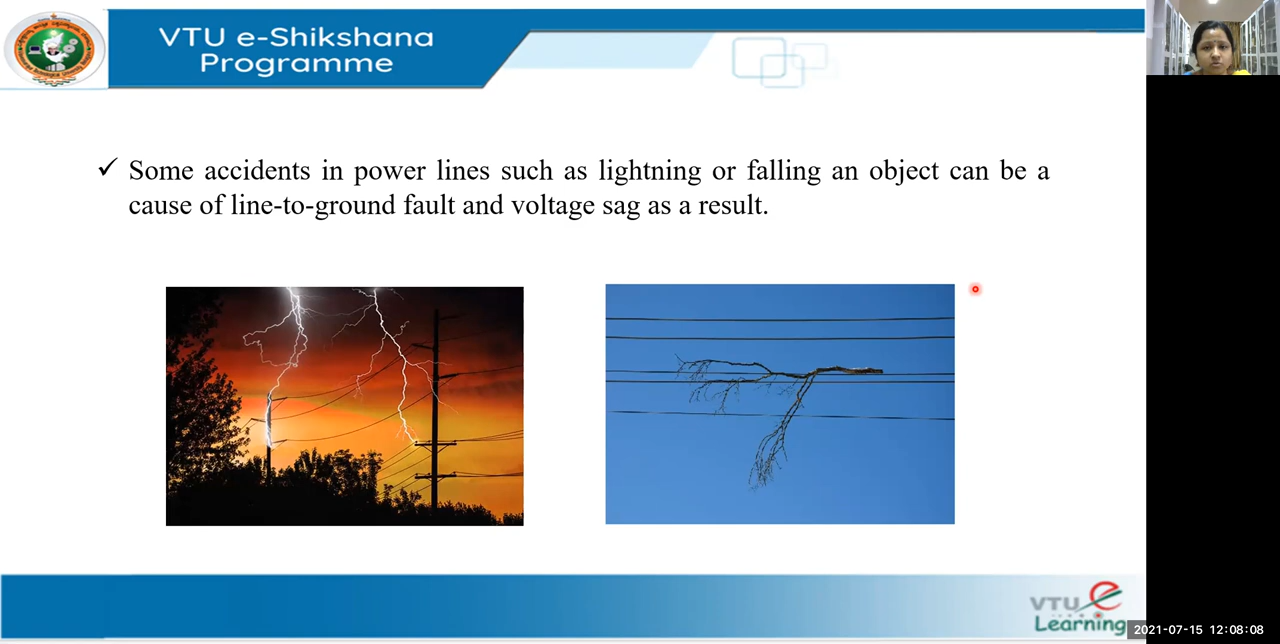 VTU e-Shikshana
Programme
✓ Some accidents in power lines such as lightning or falling an object can be a
cause of line-to-ground fault and voltage sag as a result.
VTU e
Learning
2021-07-15 12:08:08